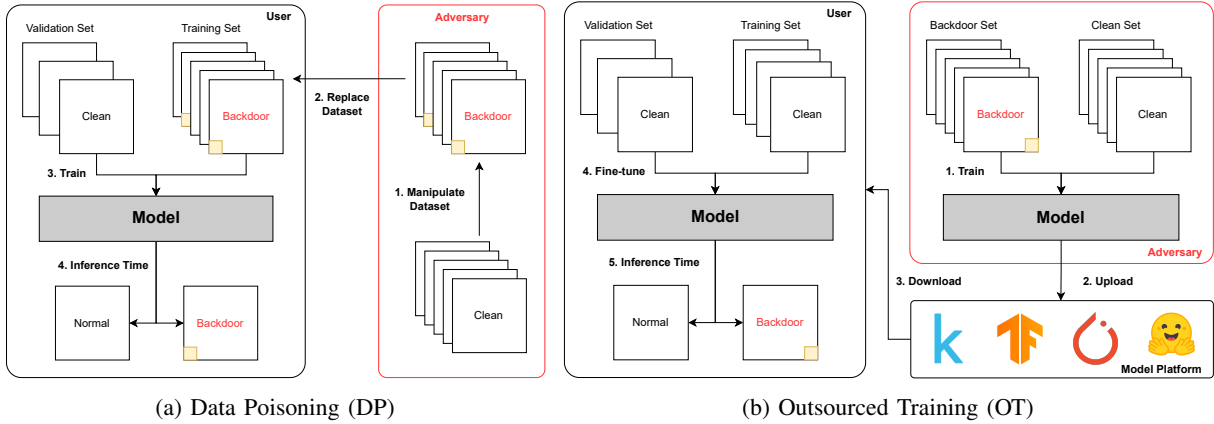 User
Validation Set
Training Set
Clean
Backdoor
3. Train
Model
4. Inference Time
Normal
Backdoor
2. Replace
Dataset
Adversary
Backdoor
1. Manipulate
Dataset
Clean
(a) Data Poisoning (DP)
User
Validation Set
Training Set
Clean
Clean
4. Fine-tune
Model
5. Inference Time
Normal
Backdoor
Backdoor Set
Clean Set
Backdoor
Clean
1. Train
Model
Adversary
3. Download
2. Upload
k
TF
Model Platform
(b) Outsourced Training (OT)